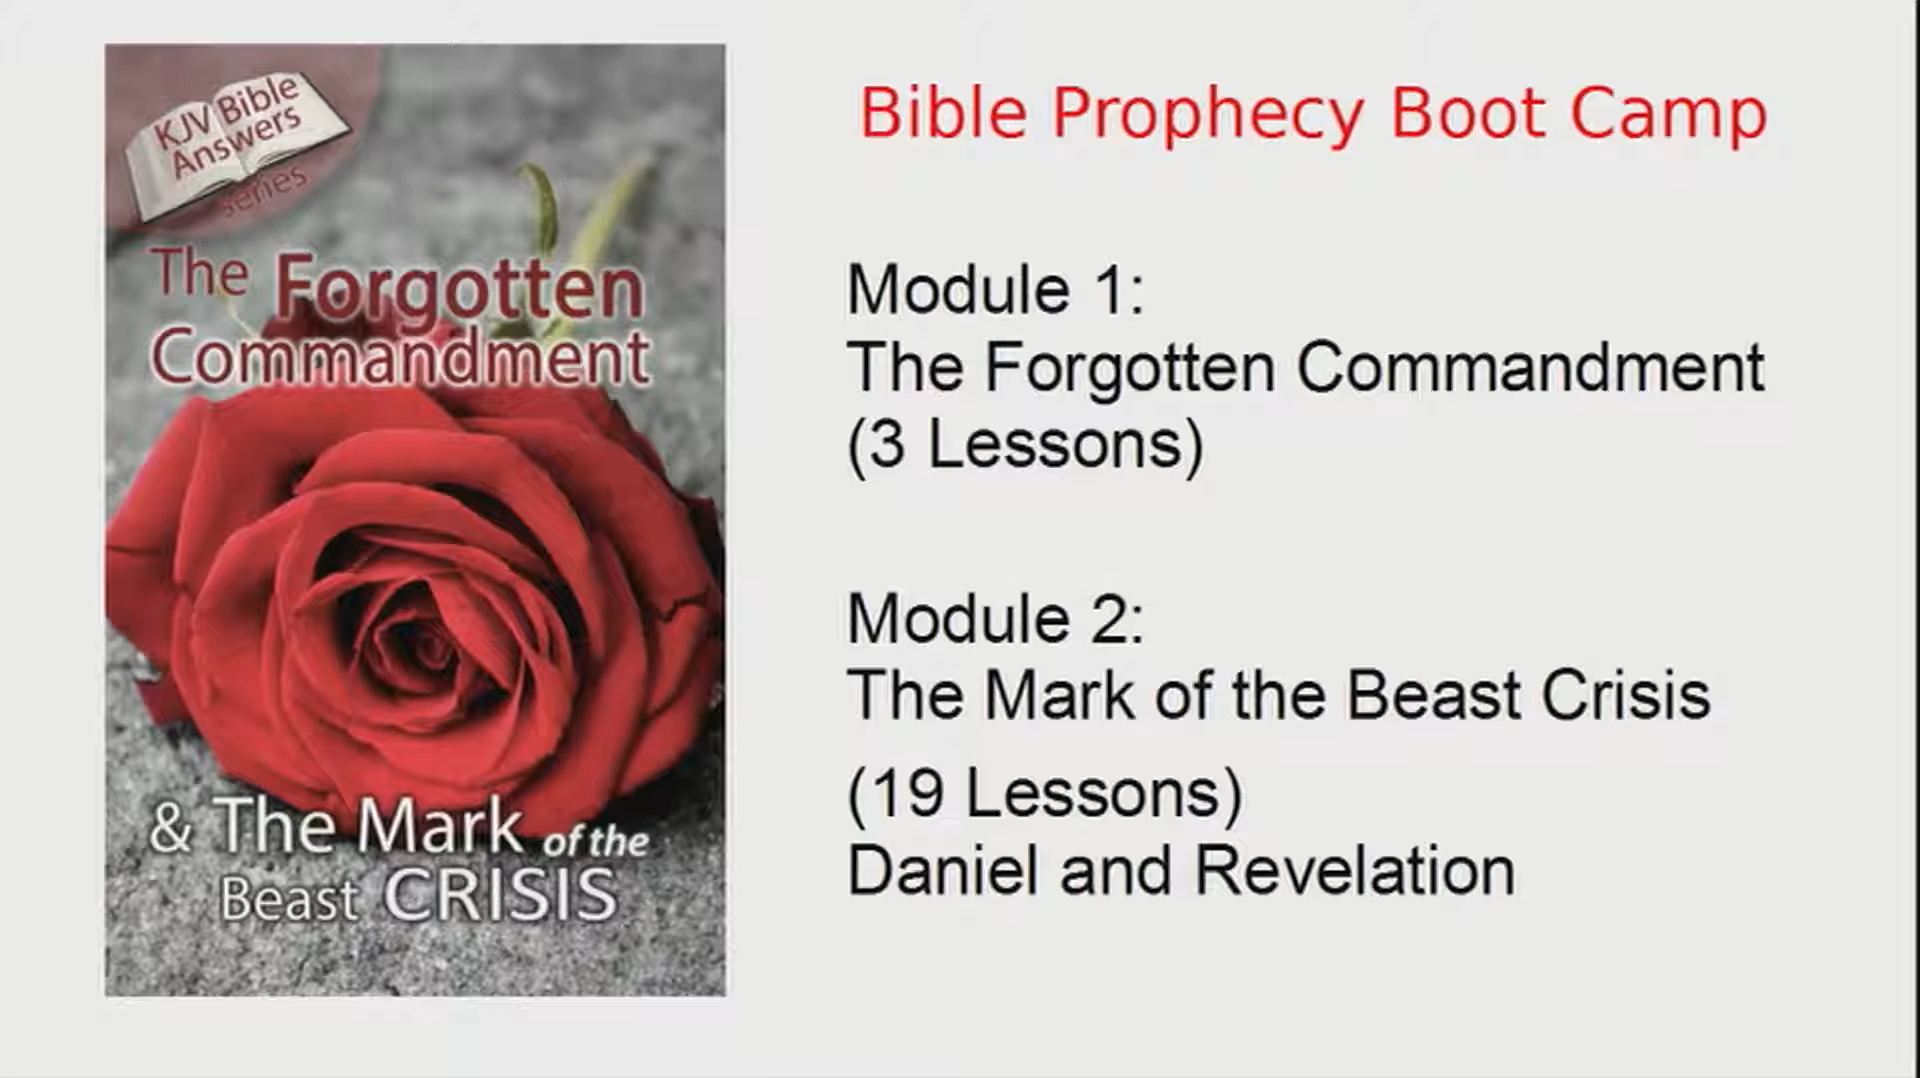 KJV Bible
Answers
series
The Forgotten
Commandment
& The Mark of the
Beast CRISIS
Bible Prophecy Boot Camp
Module 1:
The Forgotten Commandment
(3 Lessons)
Module 2:
The Mark of the Beast Crisis
(19 Lessons)
Daniel and Revelation